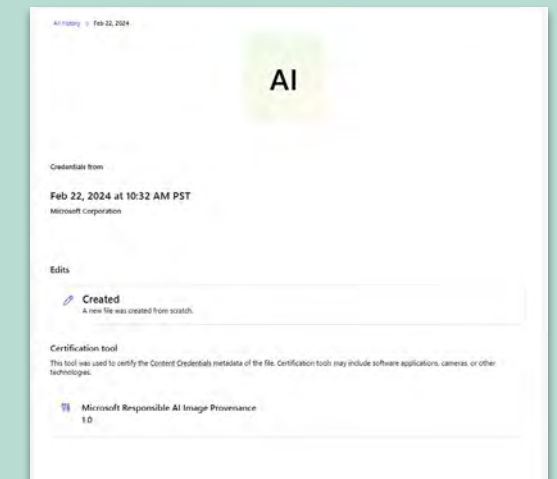 All history > Feb 22, 2024
AI
Credentials from
Feb 22, 2024 at 10:32 AM PST
Microsoft Corporation
Edits
Created
A new file was created from scratch.
Certification tool
This tool was used to certify the Content Credentials metadata of the file. Certification tools may include software applications, cameras, or other
technologies.
Microsoft Responsible AI Image Provenance
1.0